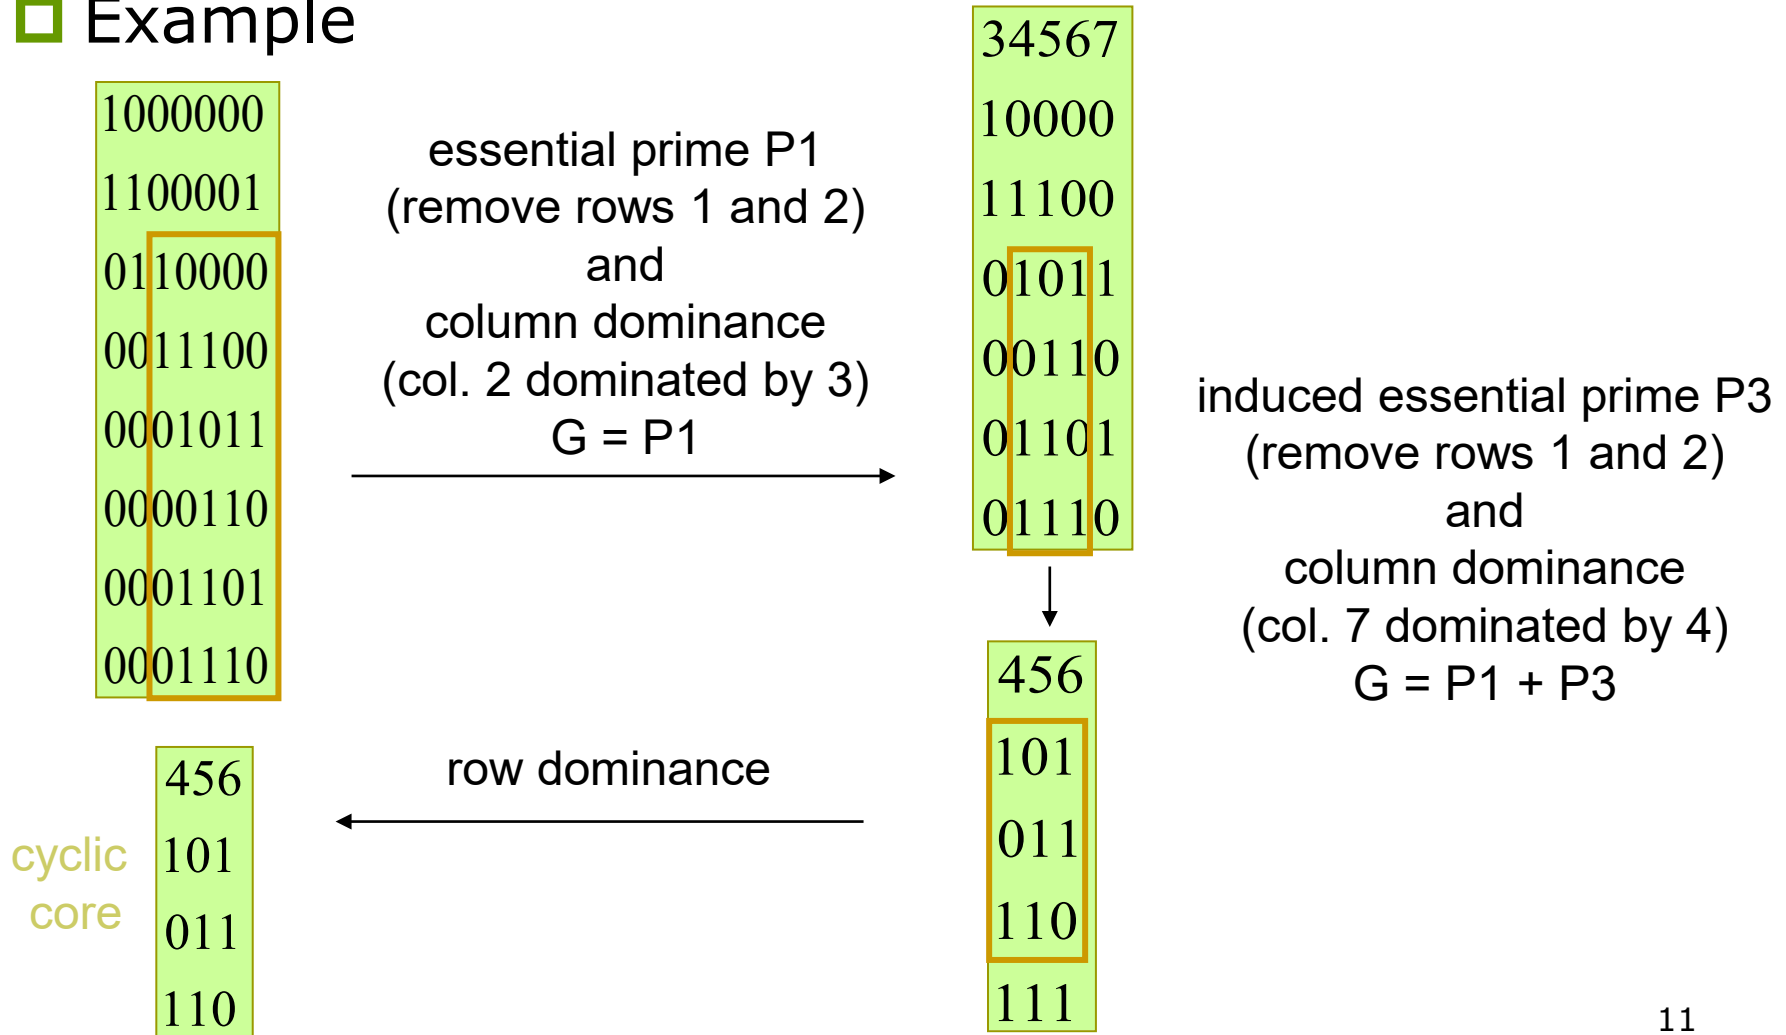 Example
1000000
1100001
0110000
0011100
0001011
0000110
0001101
0001110
essential prime P1
(remove rows 1 and 2)
and
column dominance
(col. 2 dominated by 3)
G = P1
34567
10000
11100
01011
00110
01101
01110
induced essential prime P3
(remove rows 1 and 2)
and
column dominance
(col. 7 dominated by 4)
G = P1 + P3
456
101
011
110
111
row dominance
cyclic
core
456
101
011
110
11